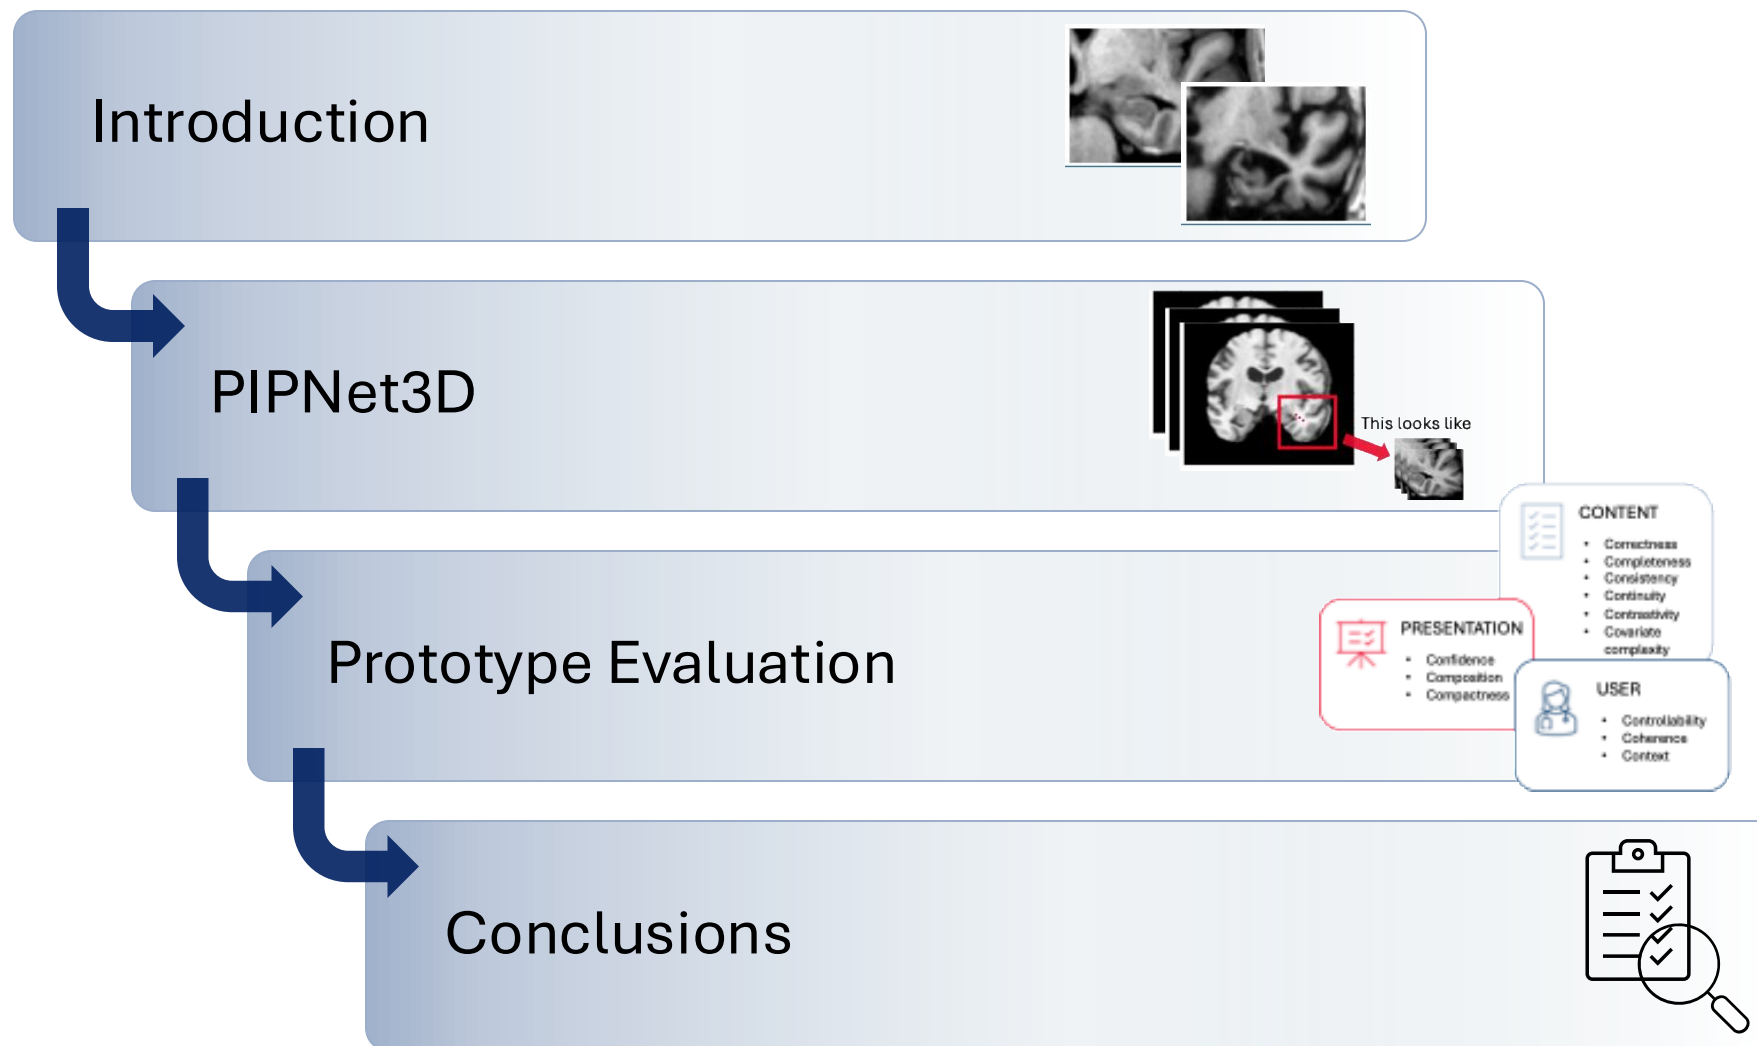 Introduction
PIPNet3D
This looks like
CONTENT
• Correctness
• Completeness
• Consistency
• Continuity
• Contrastivity
• Covariate
complexity
PRESENTATION
• Confidence
• Composition
• Compactness
USER
• Controllability
• Coherence
• Context
Prototype Evaluation
Conclusions